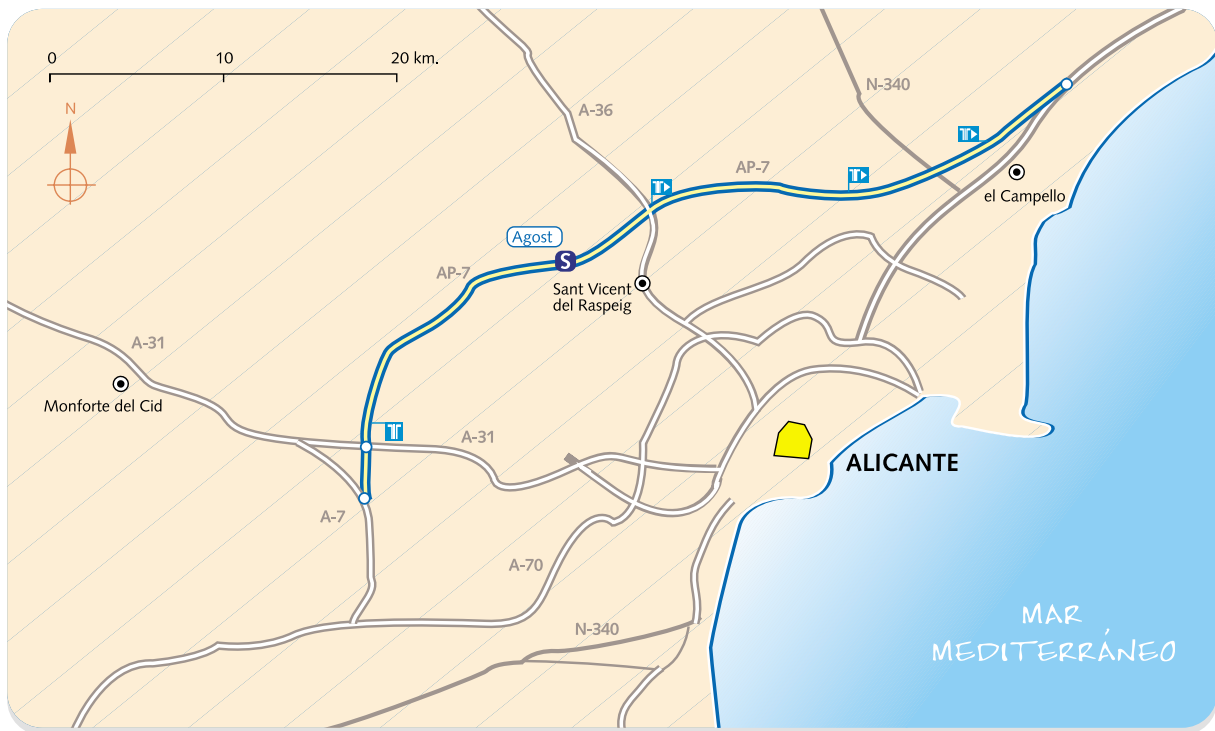 0 10 20 km.
N
A-36
N-340
AP-7
el Campello
Agost
S
AP-7
Sant Vicent
del Raspeig
A-31
Monforte del Cid
A-31
ALICANTE
A-7
A-70
N-340
MAR
MEDITERRÁNEO
T
T
T
T